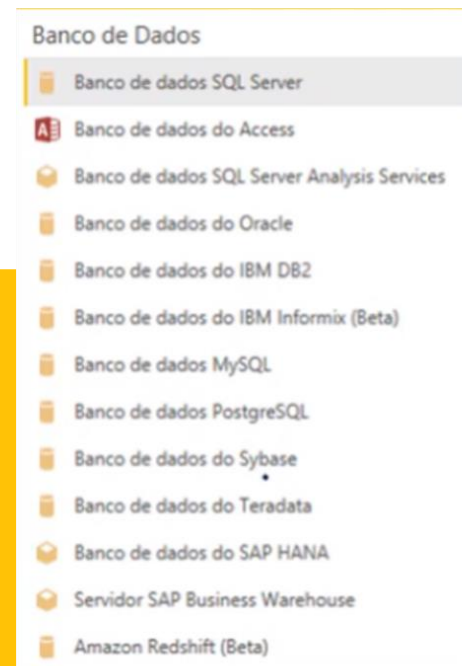 Banco de Dados
Banco de dados SQL Server
Banco de dados do Access
Banco de dados SQL Server Analysis Services
Banco de dados do Oracle
Banco de dados do IBM DB2
Banco de dados do IBM Informix (Beta)
Banco de dados MySQL
Banco de dados PostgreSQL
Banco de dados do Sybase
Banco de dados do Teradata
Banco de dados do SAP HANA
Servidor SAP Business Warehouse
Amazon Redshift (Beta)